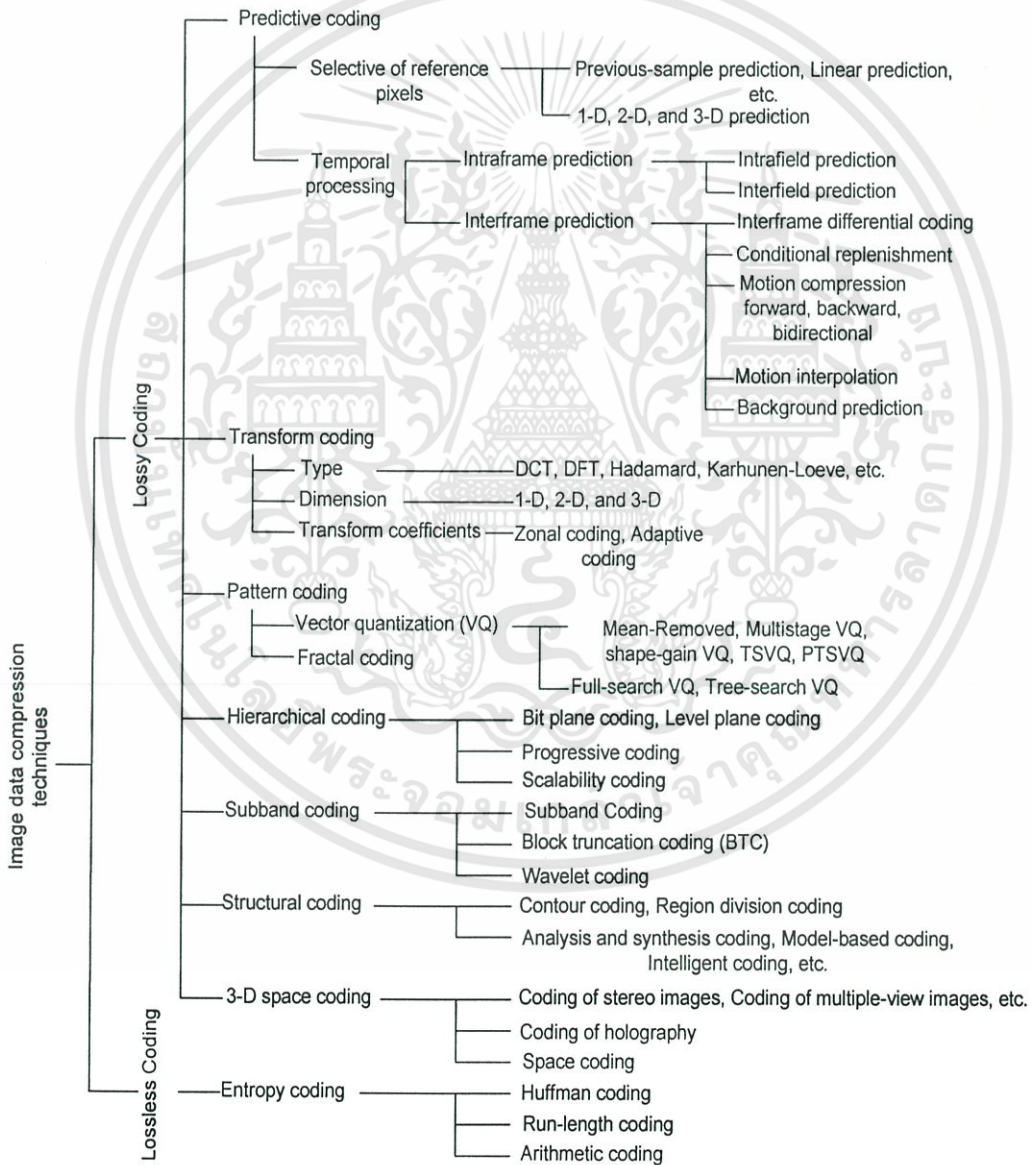 Predictive coding
Selective of reference
pixels
Previous-sample prediction, Linear prediction,
etc.
1-D, 2-D, and 3-D prediction
Temporal
processing
Intraframe prediction
Intrafield prediction
Interfield prediction
Interframe prediction
Interframe differential coding
Conditional replenishment
Motion compression
forward, backward,
bidirectional
Motion interpolation
Background prediction
Lossy Coding
Transform coding
Type
DCT, DFT, Hadamard, Karhunen-Loeve, etc.
Dimension
1-D, 2-D, and 3-D
Transform coefficients
Zonal coding, Adaptive
coding
Pattern coding
Vector quantization (VQ)
Mean-Removed, Multistage VQ,
shape-gain VQ, TSVQ, PTSVQ
Fractal coding
Full-search VQ, Tree-search VQ
Image data compression
techniques
Hierarchical coding
Bit plane coding, Level plane coding
Progressive coding
Scalability coding
Subband coding
Subband Coding
Block truncation coding (BTC)
Wavelet coding
Structural coding
Contour coding, Region division coding
Analysis and synthesis coding, Model-based coding,
Intelligent coding, etc.
3-D space coding
Coding of stereo images, Coding of multiple-view images, etc.
Coding of holography
Space coding
Lossless Coding
Entropy coding
Huffman coding
Run-length coding
Arithmetic coding